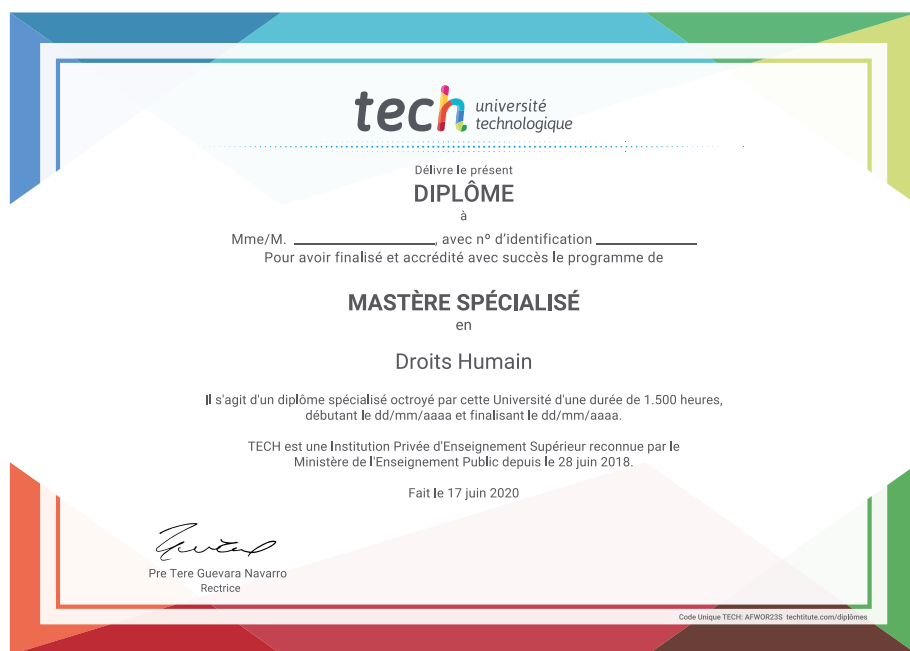 tech université
technologique
Délivre le présent
DIPLÔME
à
Mme/M. _______________, avec nº d'identification ___________
Pour avoir finalisé et accrédité avec succès le programme de
MASTÈRE SPÉCIALISÉ
en
Droits Humain
Il s'agit d'un diplôme spécialisé octroyé par cette Université d'une durée de 1.500 heures,
débutant le dd/mm/aaaa et finalisant le dd/mm/aaaa.
TECH est une Institution Privée d'Enseignement Supérieur reconnue par le
Ministère de l'Enseignement Public depuis le 28 juin 2018.
Fait le 17 juin 2020
Pre Tere Guevara Navarro
Rectrice
Code Unique TECH: AFWOR23S techtitute.com/diplômes